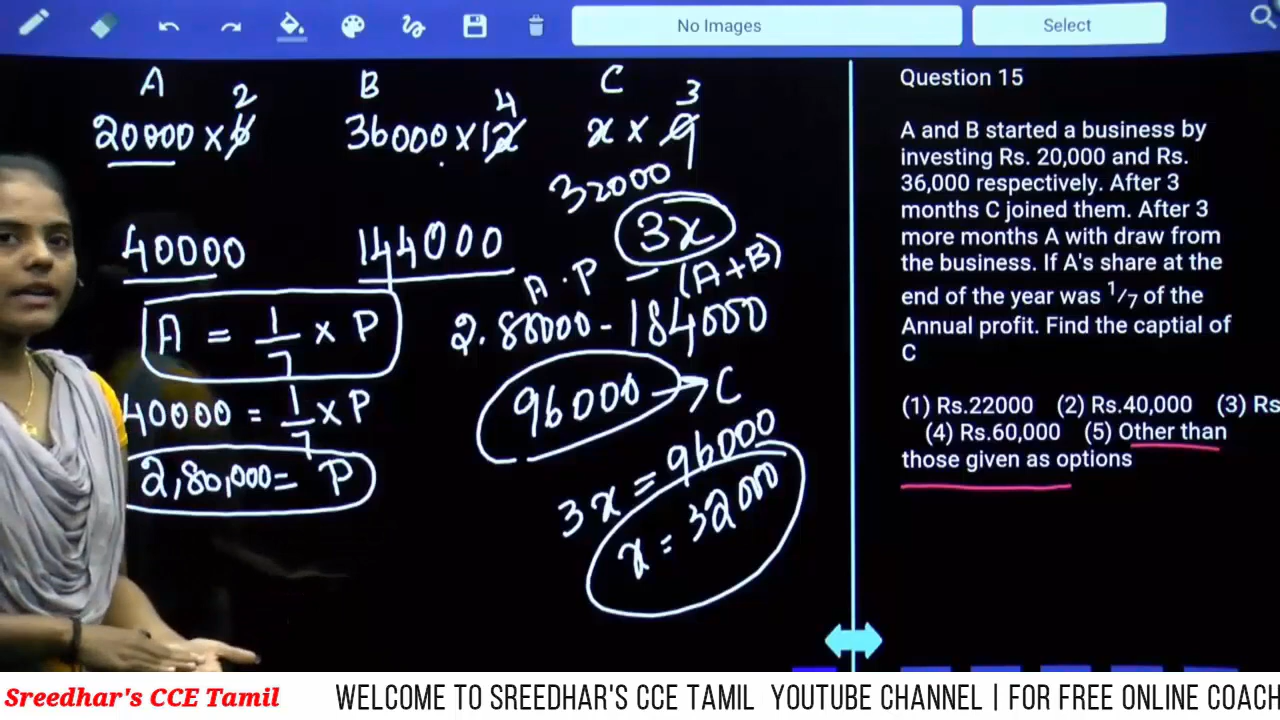 No Images
Select
A
B
C
20000 × 6 2
36000 × 12 4
x × 9 3
32000
3x
40000
144000
A.P
(A+B)
A = 1/7 × P
2.80000 - 184000
96000 → C
40000 = 1/7 × P
2,80,000 = P
3x = 96000
x = 32000
Question 15
A and B started a business by
investing Rs. 20,000 and Rs.
36,000 respectively. After 3
months C joined them. After 3
more months A with draw from
the business. If A's share at the
end of the year was 1/7 of the
Annual profit. Find the captial of
C
(1) Rs.22000 (2) Rs.40,000 (3) Rs
(4) Rs.60,000 (5) Other than
those given as options
Sreedhar's CCE Tamil
WELCOME TO SREEDHAR'S CCE TAMIL YOUTUBE CHANNEL | FOR FREE ONLINE COACH